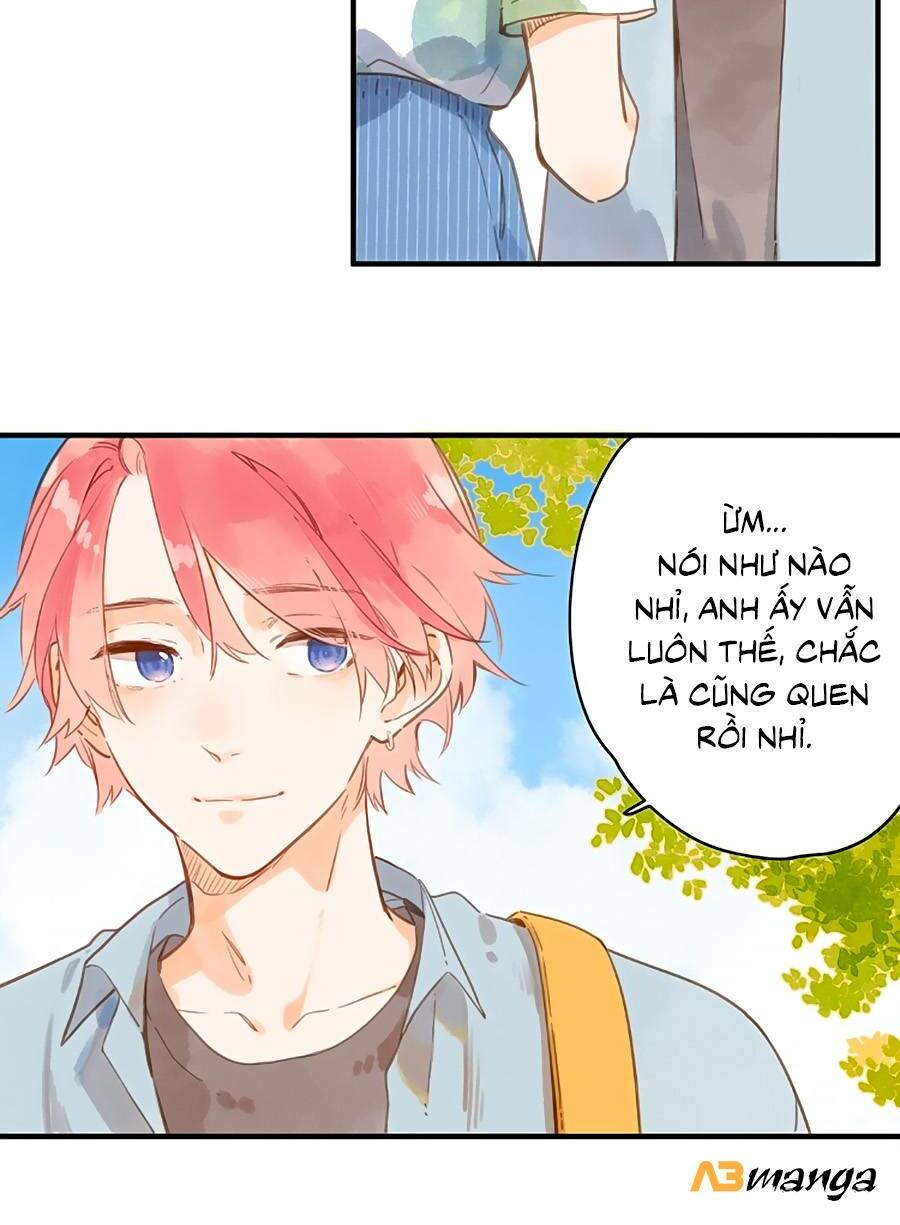 ỪM...
NÓI NHƯ NÀO
NHỈ, ANH ẤY VẪN
LUÔN THẾ, CHẮC
LÀ CŨNG QUEN
RỒI NHỈ.
A3manga